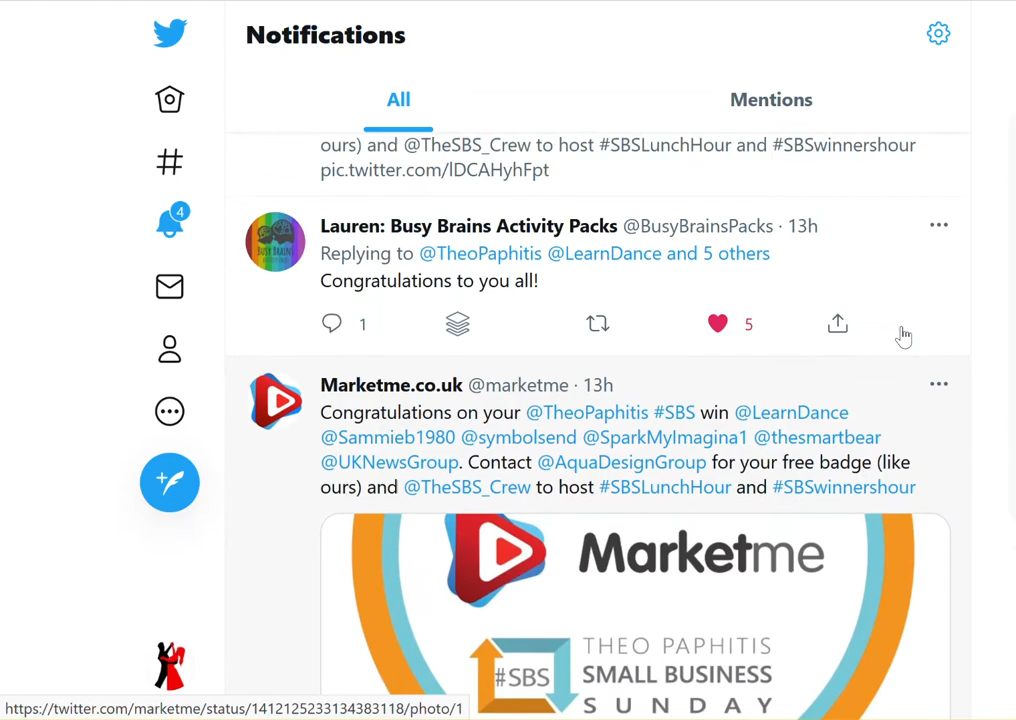 Notifications
All
Mentions
ours) and @TheSBS_Crew to host #SBSLunchHour and #SBSwinnershour
pic.twitter.com/lDCAHyhFpt
4
Lauren: Busy Brains Activity Packs @BusyBrainsPacks · 13h
Replying to @TheoPaphitis @LearnDance and 5 others
Congratulations to you all!
1
5
BUSY BRAINS
Marketme.co.uk @marketme · 13h
Congratulations on your @TheoPaphitis #SBS win @LearnDance
@Sammieb1980 @symbolsend @SparkMyImagina1 @thesmartbear
@UKNewsGroup. Contact @AquaDesignGroup for your free badge (like
ours) and @TheSBS_Crew to host #SBSLunchHour and #SBSwinnershour
Marketme
#SBS
THEO PAPHITIS
SMALL BUSINESS
SUNDAY
https://twitter.com/marketme/status/1412125233134383118/photo/1